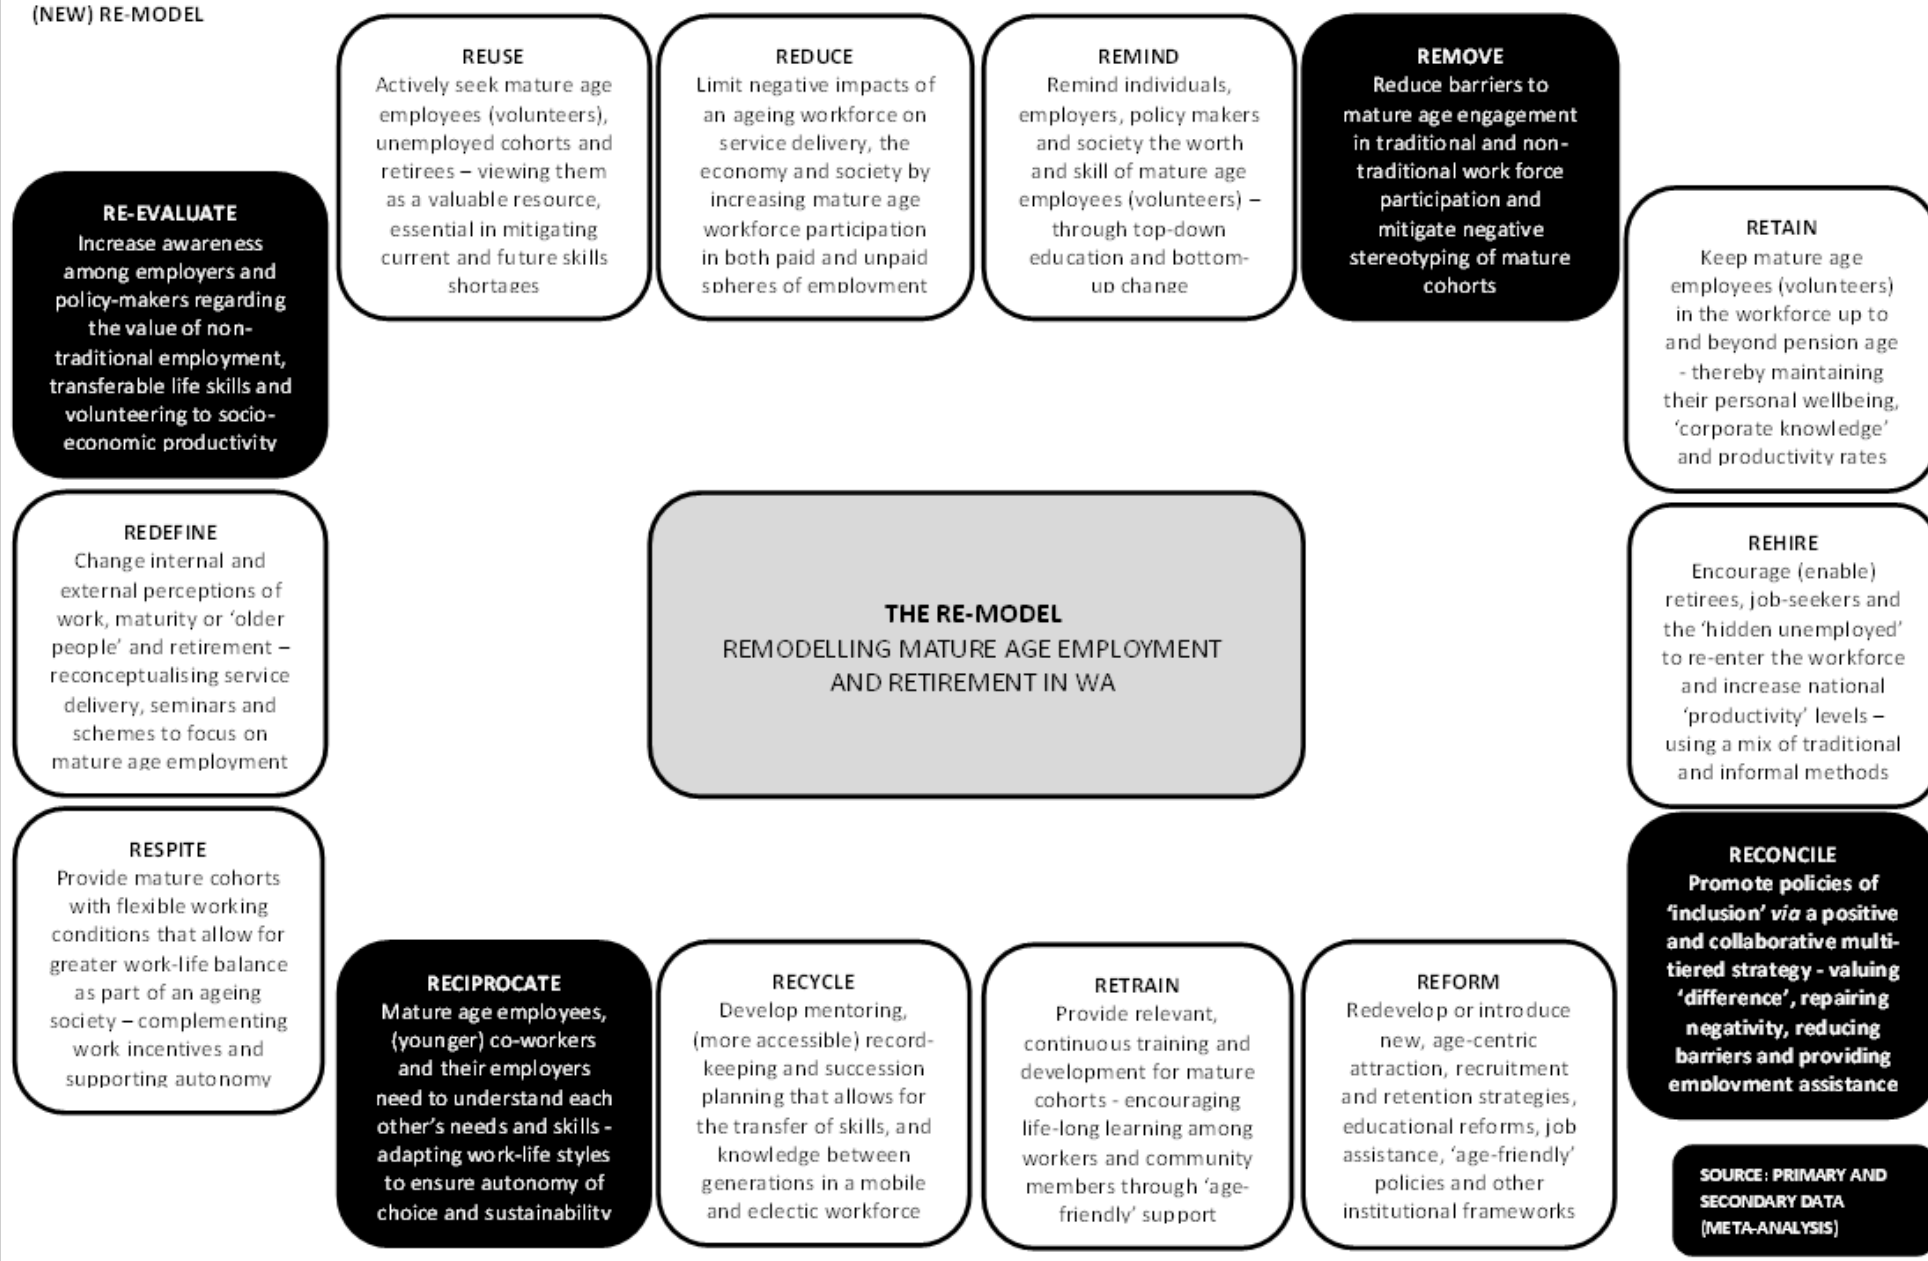 (NEW) RE-MODEL
REUSE
Actively seek mature age
employees (volunteers),
unemployed cohorts and
retirees – viewing them
as a valuable resource,
essential in mitigating
current and future skills
shortages
REDUCE
Limit negative impacts of
an ageing workforce on
service delivery, the
economy and society by
increasing mature age
workforce participation
in both paid and unpaid
spheres of employment
REMIND
Remind individuals,
employers, policy makers
and society the worth
and skill of mature age
employees (volunteers) –
through top-down
education and bottom-
up change
REMOVE
Reduce barriers to
mature age engagement
in traditional and non-
traditional work force
participation and
mitigate negative
stereotyping of mature
cohorts
RETAIN
Keep mature age
employees (volunteers)
in the workforce up to
and beyond pension age
- thereby maintaining
their personal wellbeing,
‘corporate knowledge’
and productivity rates
REHIRE
Encourage (enable)
retirees, job-seekers and
the ‘hidden unemployed’
to re-enter the workforce
and increase national
‘productivity’ levels –
using a mix of traditional
and informal methods
RECONCILE
Promote policies of
‘inclusion’ via a positive
and collaborative multi-
tiered strategy - valuing
‘difference’, repairing
negativity, reducing
barriers and providing
employment assistance
REFORM
Redevelop or introduce
new, age-centric
attraction, recruitment
and retention strategies,
educational reforms, job
assistance, ‘age-friendly’
policies and other
institutional frameworks
RETRAIN
Provide relevant,
continuous training and
development for mature
cohorts - encouraging
life-long learning among
workers and community
members through ‘age-
friendly’ support
RECYCLE
Develop mentoring,
(more accessible) record-
keeping and succession
planning that allows for
the transfer of skills, and
knowledge between
generations in a mobile
and eclectic workforce
RECIPROCATE
Mature age employees,
(younger) co-workers
and their employers
need to understand each
other’s needs and skills -
adapting work-life styles
to ensure autonomy of
choice and sustainability
RESPITE
Provide mature cohorts
with flexible working
conditions that allow for
greater work-life balance
as part of an ageing
society – complementing
work incentives and
supporting autonomy
REDEFINE
Change internal and
external perceptions of
work, maturity or ‘older
people’ and retirement –
reconceptualising service
delivery, seminars and
schemes to focus on
mature age employment
RE-EVALUATE
Increase awareness
among employers and
policy-makers regarding
the value of non-
traditional employment,
transferable life skills and
volunteering to socio-
economic productivity
THE RE-MODEL
REMODELLING MATURE AGE EMPLOYMENT
AND RETIREMENT IN WA
SOURCE: PRIMARY AND
SECONDARY DATA
(META-ANALYSIS)